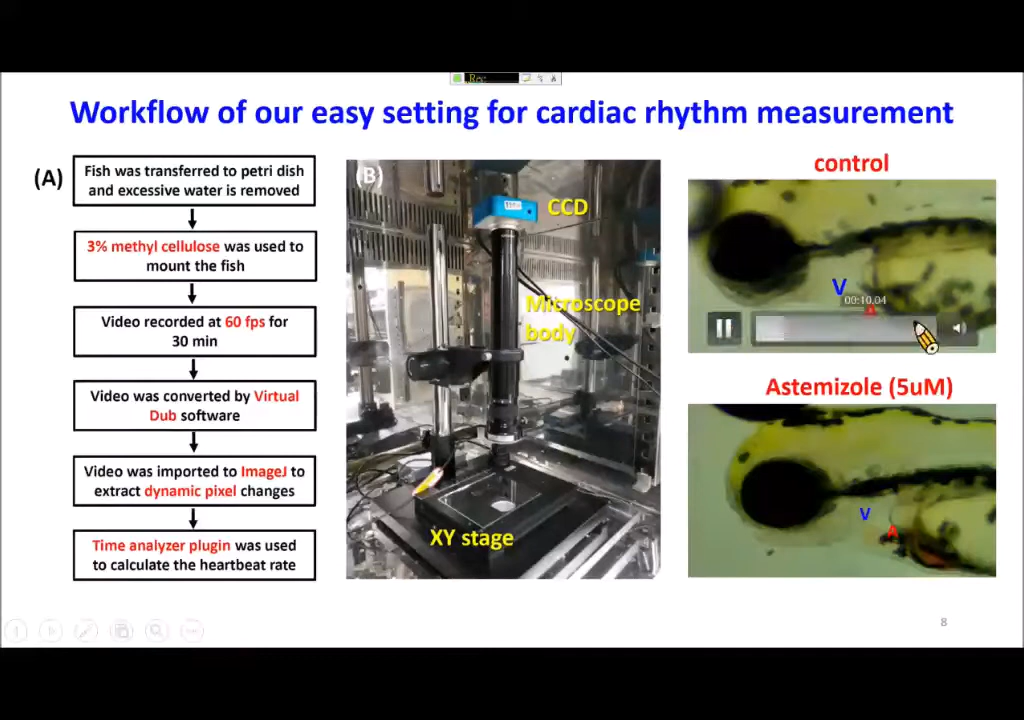 Rec
Workflow of our easy setting for cardiac rhythm measurement
(A)
Fish was transferred to petri dish
and excessive water is removed
3% methyl cellulose was used to
mount the fish
Video recorded at 60 fps for
30 min
Video was converted by Virtual
Dub software
Video was imported to ImageJ to
extract dynamic pixel changes
Time analyzer plugin was used
to calculate the heartbeat rate
(B)
CCD
Microscope
body
XY stage
control
V
00:10.04
A
Astemizole (5uM)
V
A
8